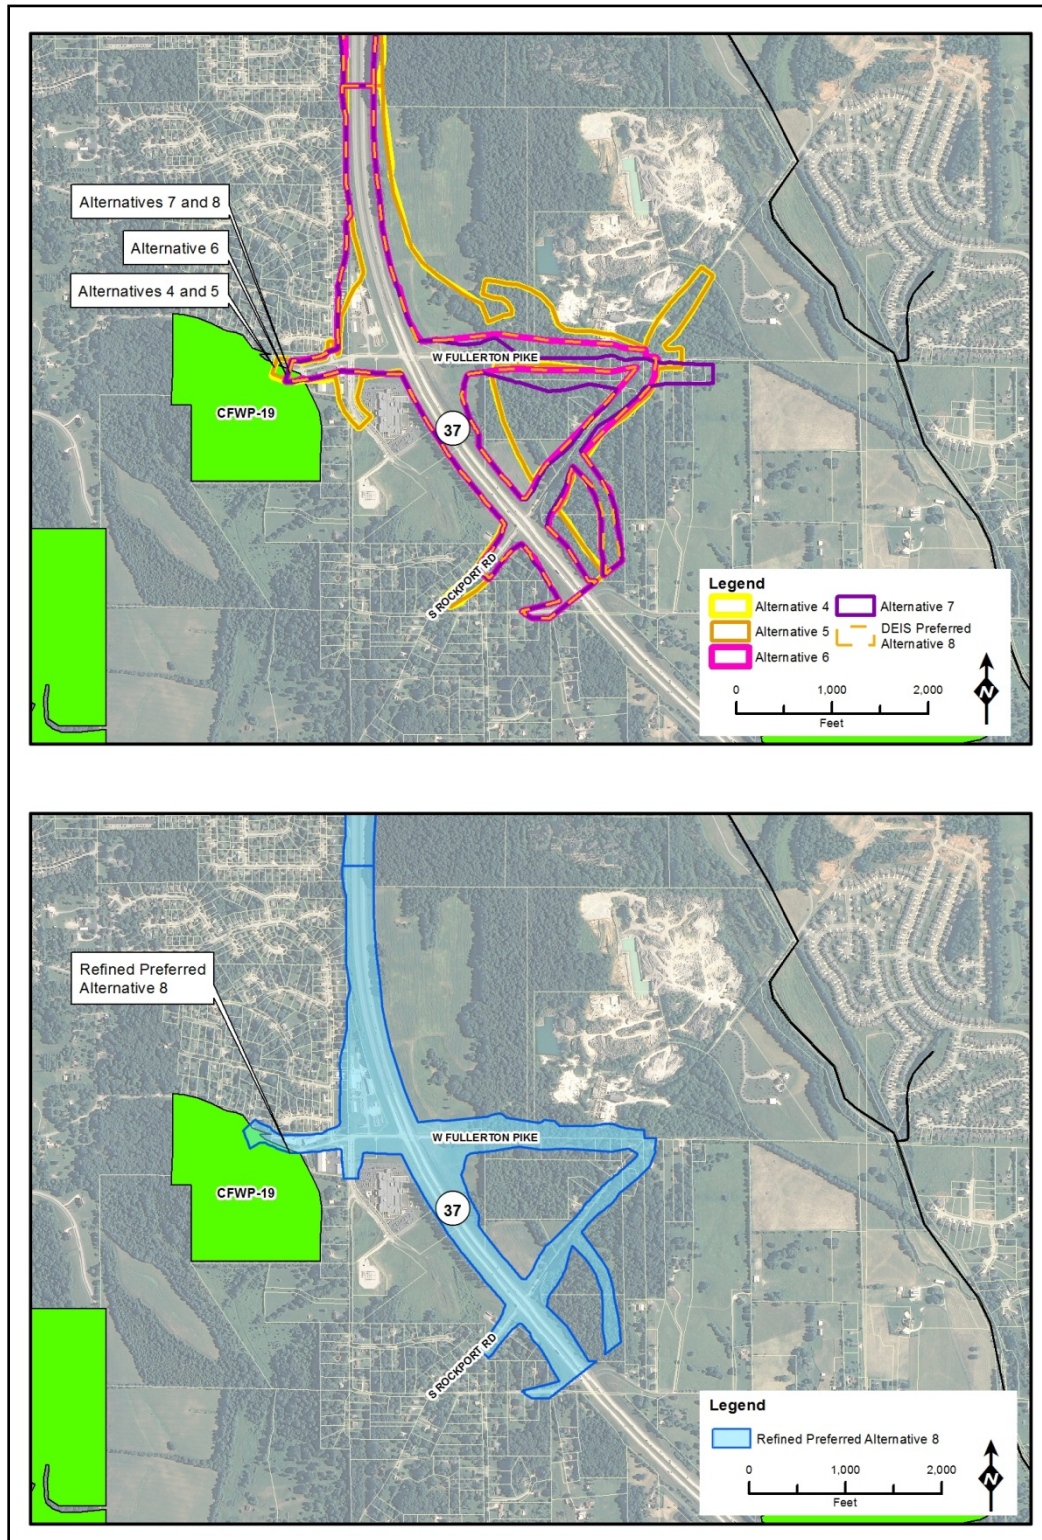 Alternatives 7 and 8
Alternative 6
Alternatives 4 and 5
W FULLERTON PIKE
CFWP-19
37
S ROCKPORT RD
Legend
Alternative 4
Alternative 7
Alternative 5
DEIS Preferred
Alternative 8
Alternative 6
0 1,000 2,000
Feet
N
Refined Preferred
Alternative 8
W FULLERTON PIKE
CFWP-19
37
S ROCKPORT RD
Legend
Refined Preferred Alternative 8
0 1,000 2,000
Feet
N